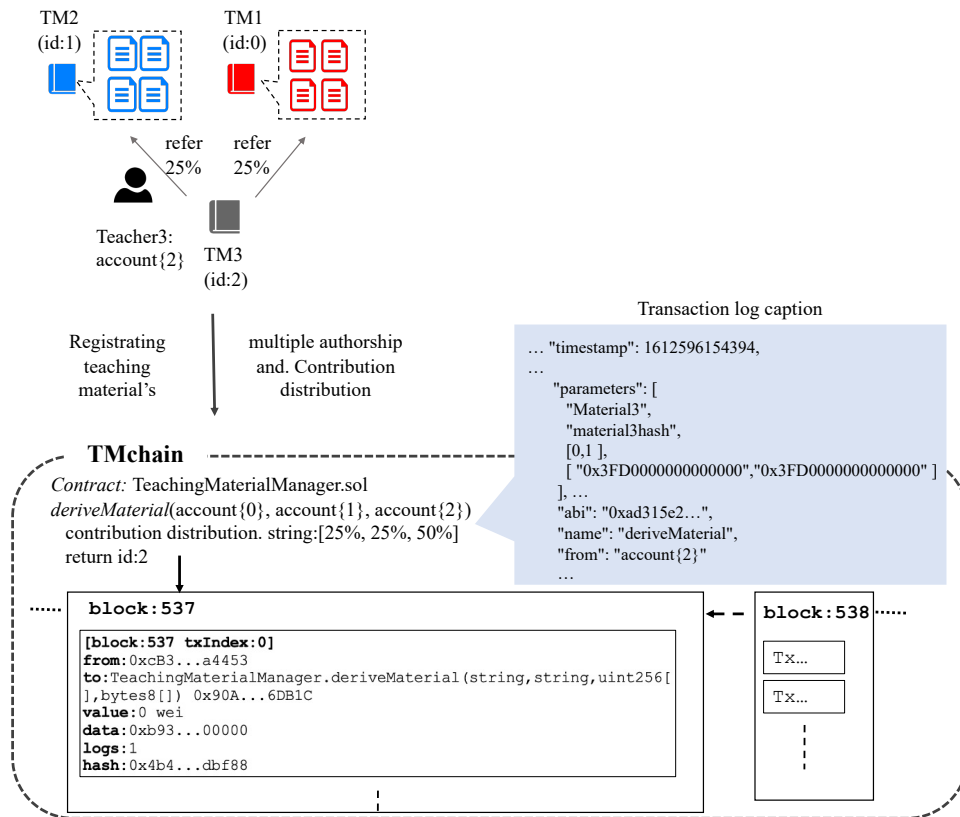 TM2
(id:1)
TM1
(id:0)
refer
25%
refer
25%
Teacher3:
account{2}
TM3
(id:2)
Registrating
teaching
material's
multiple authorship
and. Contribution
distribution
Transaction log caption
… "timestamp": 1612596154394,
…
"parameters": [
"Material3",
"material3hash",
[0,1 ],
[ "0x3FD0000000000000","0x3FD0000000000000" ]
], …
"abi": "0xad315e2…",
"name": "deriveMaterial",
"from": "account{2}"
…
TMchain
Contract: TeachingMaterialManager.sol
deriveMaterial(account{0}, account{1}, account{2})
contribution distribution. string:[25%, 25%, 50%]
return id:2
block:537
[block:537 txIndex:0]
from:0xcB3...a4453
to:TeachingMaterialManager.deriveMaterial(string,string,uint256[
],bytes8[]) 0x90A...6DB1C
value:0 wei
data:0xb93...00000
logs:1
hash:0x4b4...dbf88
block:538
Tx…
Tx…